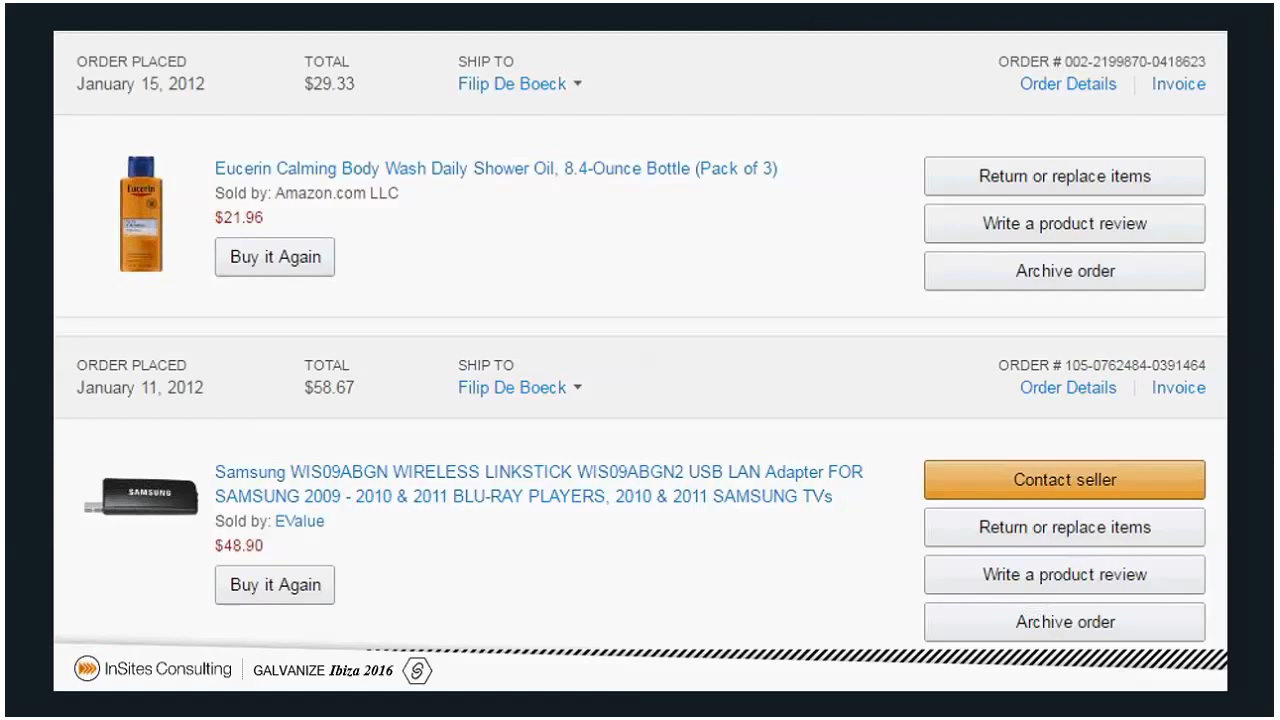 ORDER PLACED TOTAL SHIP TO ORDER # 002-2199870-0418623
January 15, 2012 $29.33 Filip De Boeck Order Details Invoice
Eucerin Calming Body Wash Daily Shower Oil, 8.4-Ounce Bottle (Pack of 3)
Sold by: Amazon.com LLC
$21.96
Buy it Again
Eucerin
Return or replace items
Write a product review
Archive order
ORDER PLACED TOTAL SHIP TO ORDER # 105-0762484-0391464
January 11, 2012 $58.67 Filip De Boeck Order Details Invoice
SAMSUNG
Samsung WIS09ABGN WIRELESS LINKSTICK WIS09ABGN2 USB LAN Adapter FOR
SAMSUNG 2009 - 2010 & 2011 BLU-RAY PLAYERS, 2010 & 2011 SAMSUNG TVs
Sold by: EValue
$48.90
Buy it Again
Contact seller
Return or replace items
Write a product review
Archive order
InSites Consulting GALVANIZE Ibiza 2016